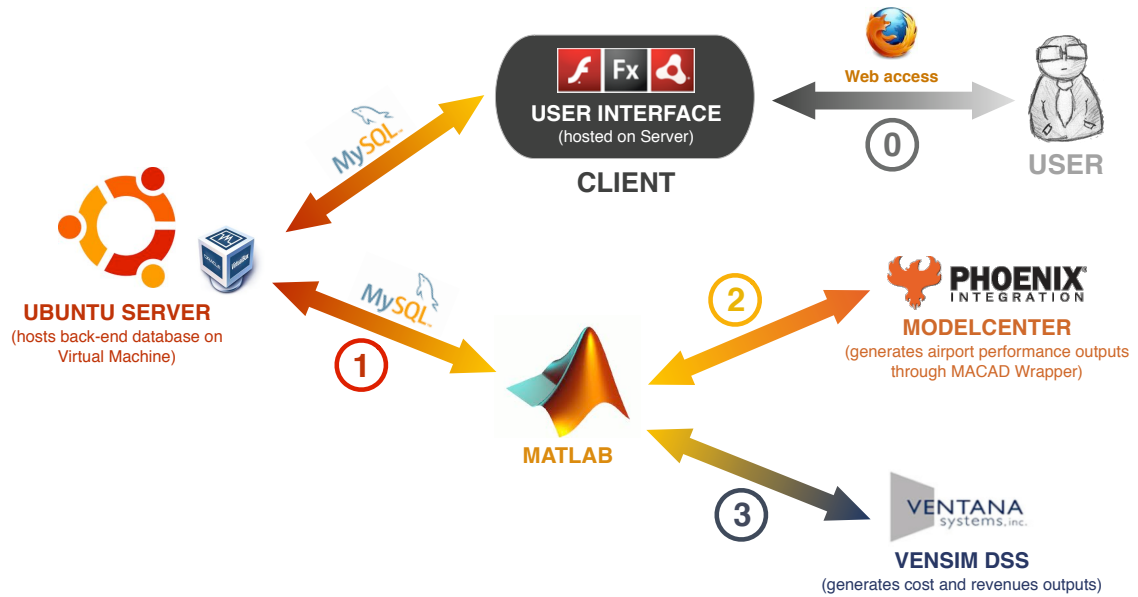 Fx
USER INTERFACE
(hosted on Server)
CLIENT
Web access
0
USER
MySQL
UBUNTU SERVER
(hosts back-end database on
Virtual Machine)
ORACLE
VirtualBox
MySQL
1
MATLAB
2
PHOENIX
INTEGRATION
MODELCENTER
(generates airport performance outputs
through MACAD Wrapper)
3
VENTANA
systems, inc.
VENSIM DSS
(generates cost and revenues outputs)